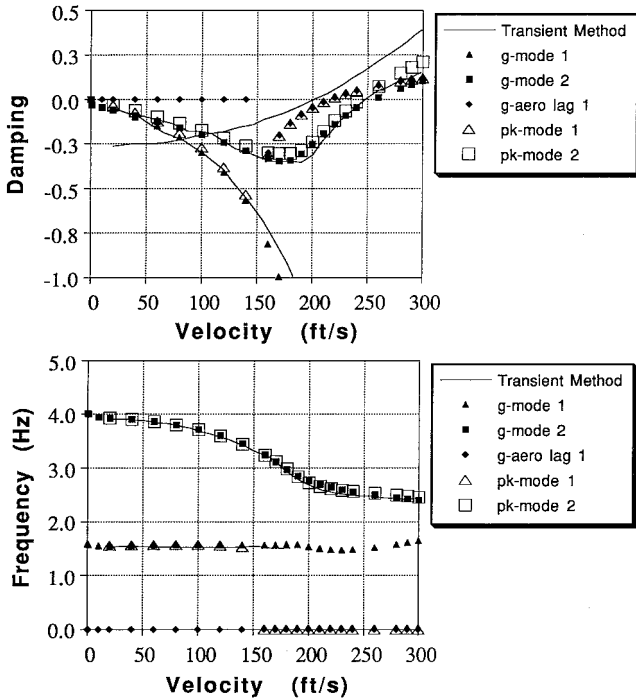 0.5
0.3
0.0
-0.3
-0.5
-0.8
-1.0
Damping
0 50 100 150 200 250 300
Velocity (ft/s)
Transient Method
g-mode 1
g-mode 2
g-aero lag 1
pk-mode 1
pk-mode 2
5.0
4.0
3.0
2.0
1.0
0.0
Frequency (Hz)
0 50 100 150 200 250 300
Velocity (ft/s)
Transient Method
g-mode 1
g-mode 2
g-aero lag 1
pk-mode 1
pk-mode 2